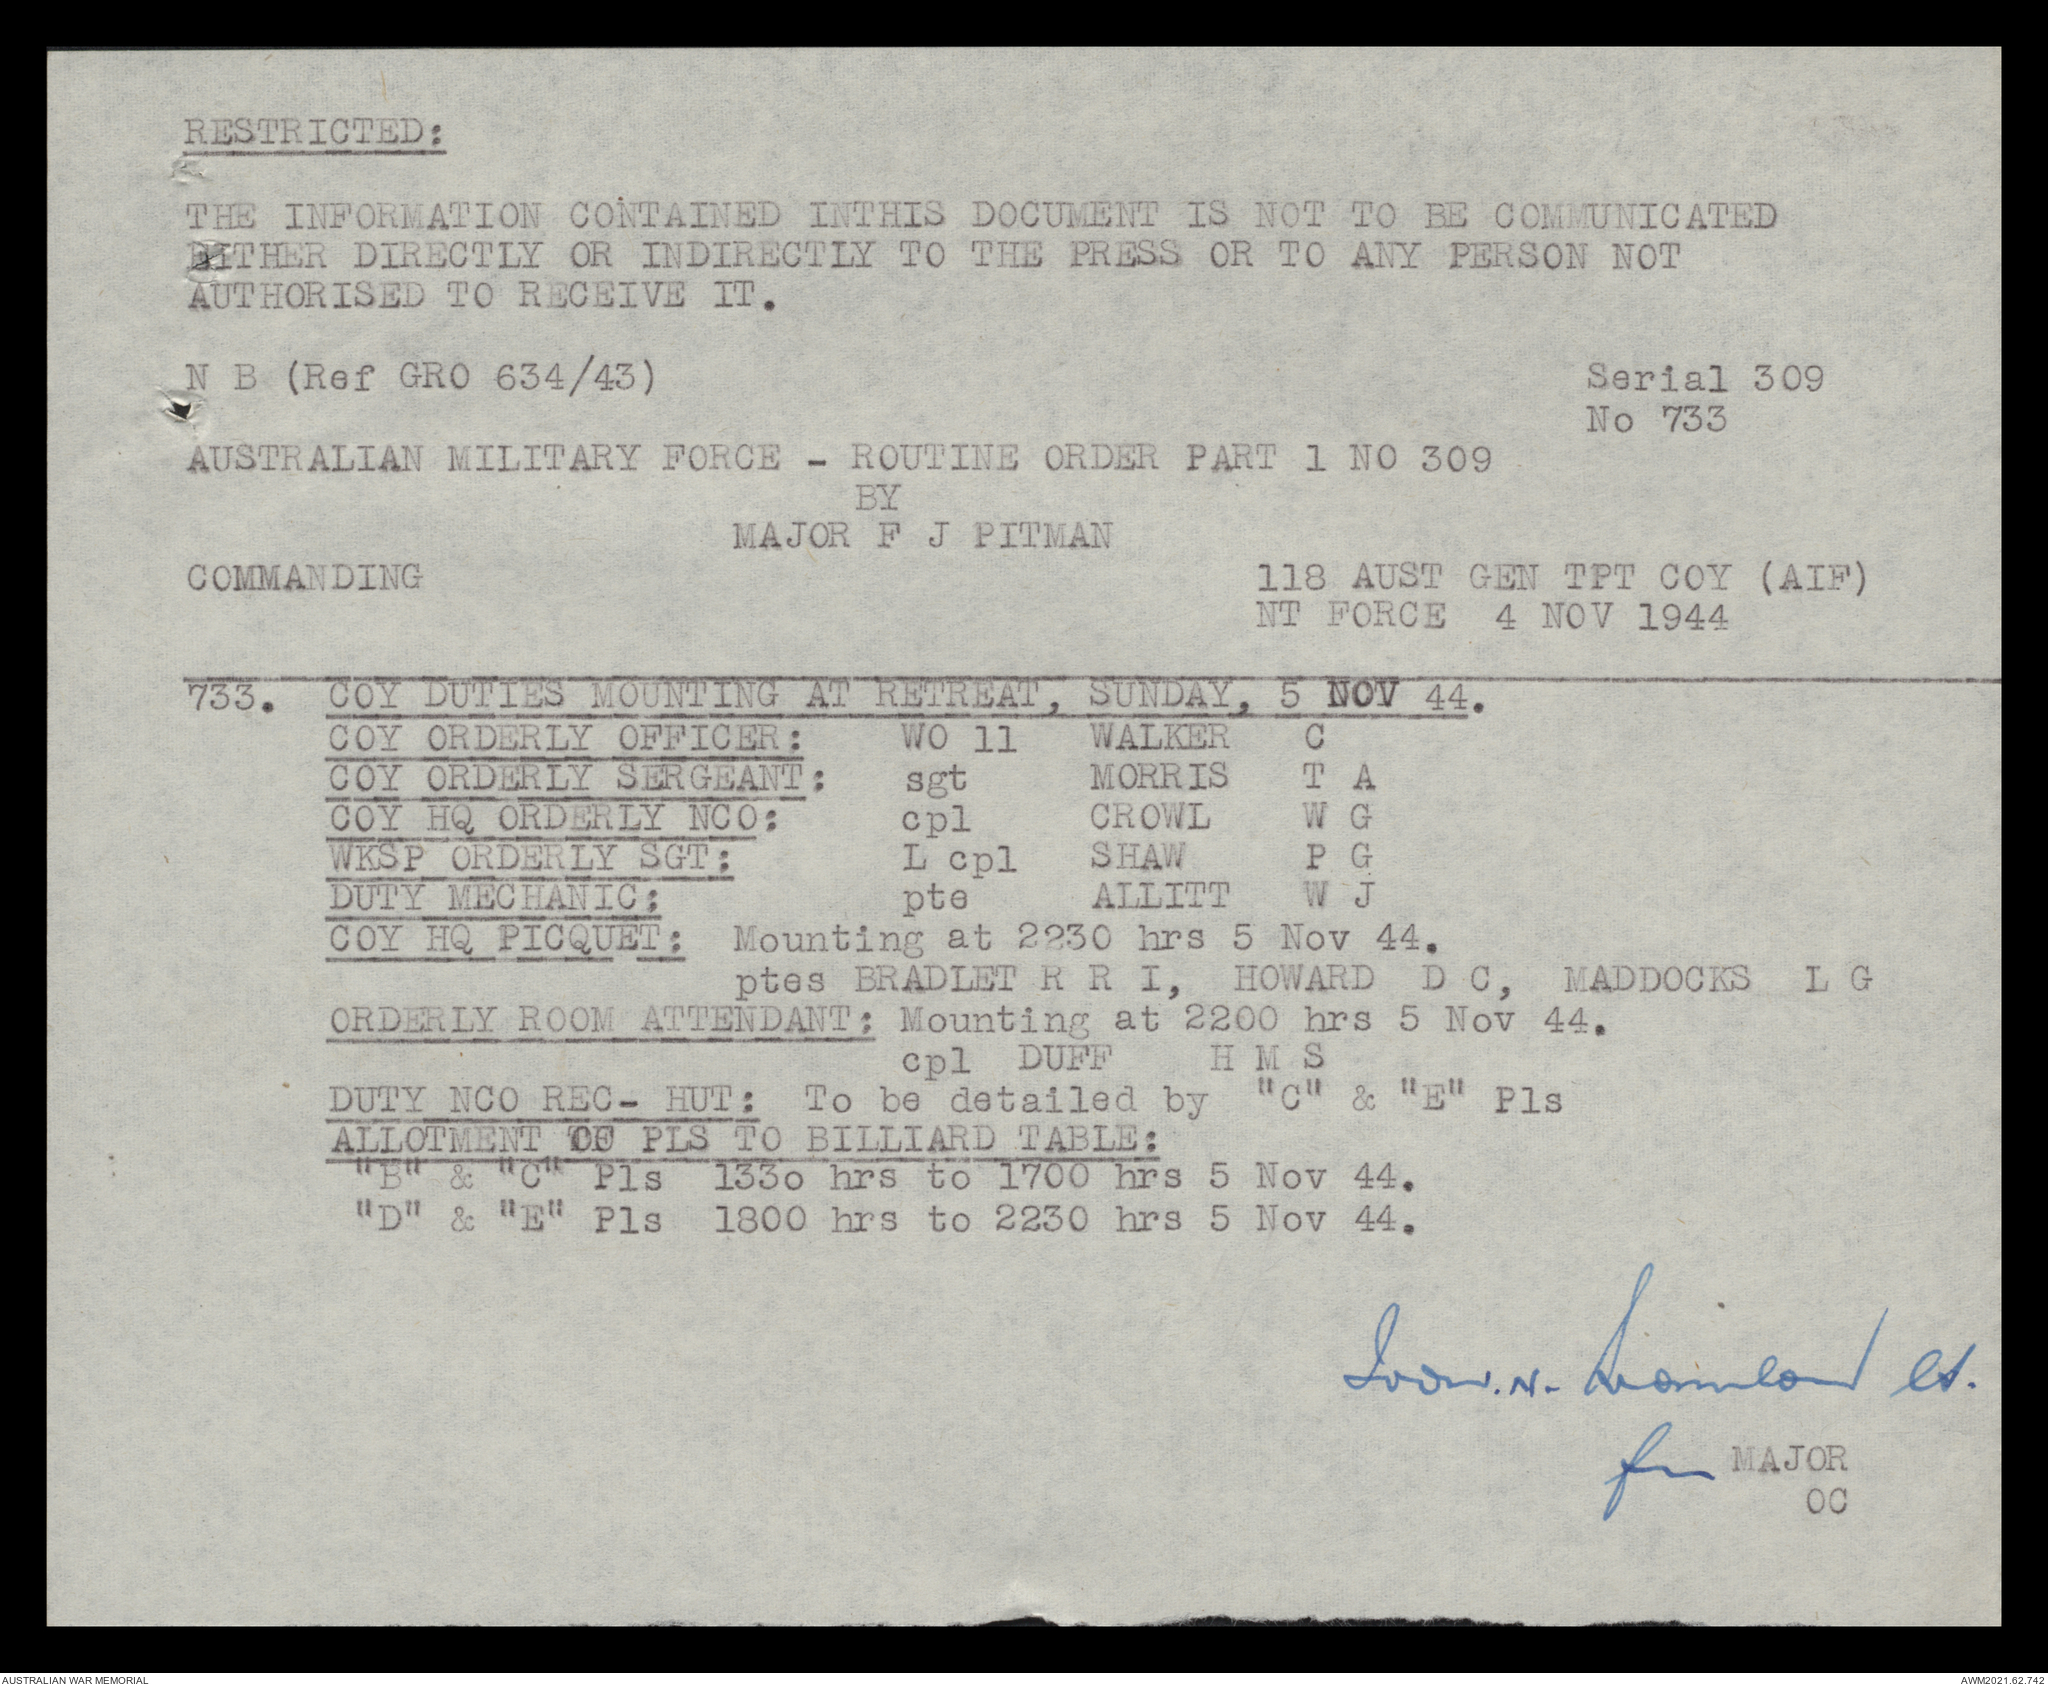 RESTRICTED:
THE INFORMATION CONTAINED INTHIS DOCUMENT IS NOT TO BE COMMUNICATED
EITHER DIRECTLY OR INDIRECTLY TO THE PRESS OR TO ANY PERSON NOT
AUTHORISED TO RECEIVE IT.
N B (Ref GRO 634/43) Serial 309
No 733
AUSTRALIAN MILITARY FORCE - ROUTINE ORDER PART 1 NO 309
BY
MAJOR F J PITMAN
COMMANDING 118 AUST GEN TPT COY (AIF)
NT FORCE 4 NOV 1944
733. COY DUTIES MOUNTING AT RETREAT, SUNDAY, 5 NOV 44.
COY ORDERLY OFFICER: WO 11 WALKER C
COY ORDERLY SERGEANT: sgt MORRIS T A
COY HQ ORDERLY NCO: cpl CROWL W G
WKSP ORDERLY SGT: L cpl SHAW P G
DUTY MECHANIC: pte ALLITT W J
COY HQ PICQUET: Mounting at 2230 hrs 5 Nov 44.
ptes BRADLET R R I, HOWARD D C, MADDOCKS L G
ORDERLY ROOM ATTENDANT: Mounting at 2200 hrs 5 Nov 44.
cpl DUFF H M S
DUTY NCO REC- HUT: To be detailed by "C" & "E" Pls
ALLOTMENT OF PLS TO BILLIARD TABLE:
"B" & "C" Pls 133o hrs to 1700 hrs 5 Nov 44.
"D" & "E" Pls 1800 hrs to 2230 hrs 5 Nov 44.
N. Lt.
for MAJOR
OC
AUSTRALIAN WAR MEMORIAL AWM2021.62.742